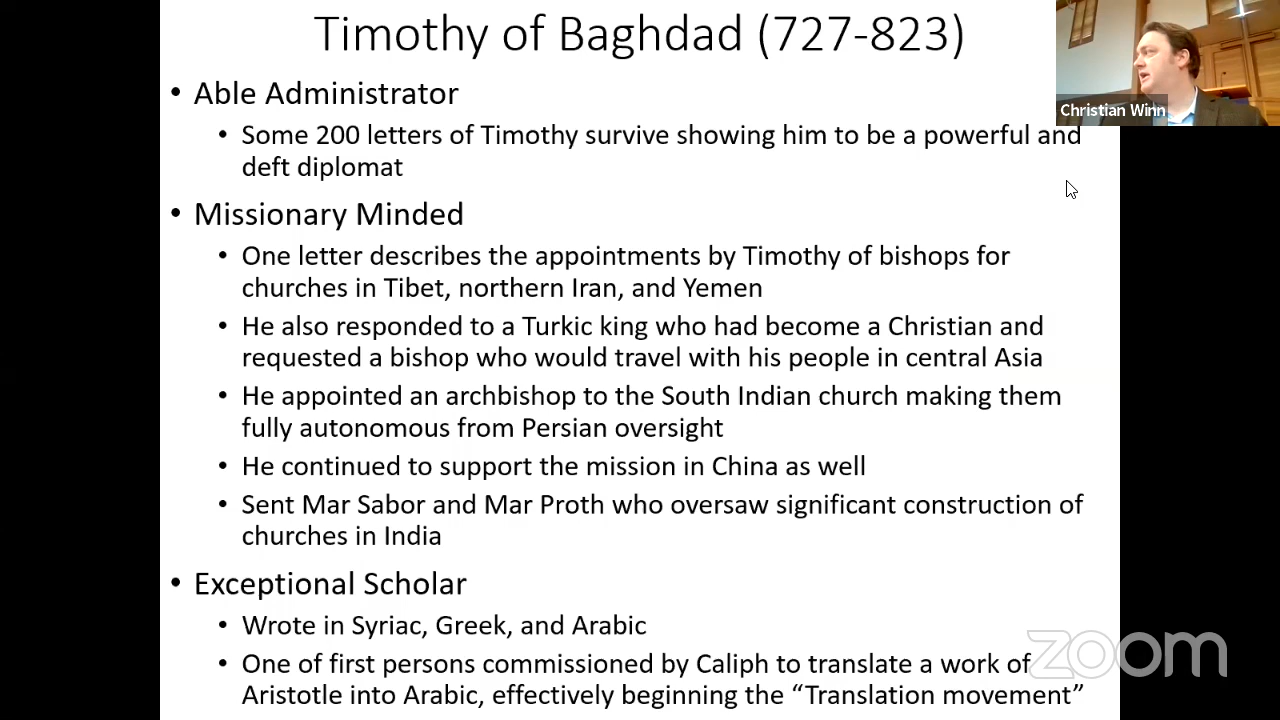 Timothy of Baghdad (727-823)
Christian Winn
• Able Administrator
• Some 200 letters of Timothy survive showing him to be a powerful and
deft diplomat
• Missionary Minded
• One letter describes the appointments by Timothy of bishops for
churches in Tibet, northern Iran, and Yemen
• He also responded to a Turkic king who had become a Christian and
requested a bishop who would travel with his people in central Asia
• He appointed an archbishop to the South Indian church making them
fully autonomous from Persian oversight
• He continued to support the mission in China as well
• Sent Mar Sabor and Mar Proth who oversaw significant construction of
churches in India
• Exceptional Scholar
• Wrote in Syriac, Greek, and Arabic
• One of first persons commissioned by Caliph to translate a work of
Aristotle into Arabic, effectively beginning the “Translation movement”
zoom